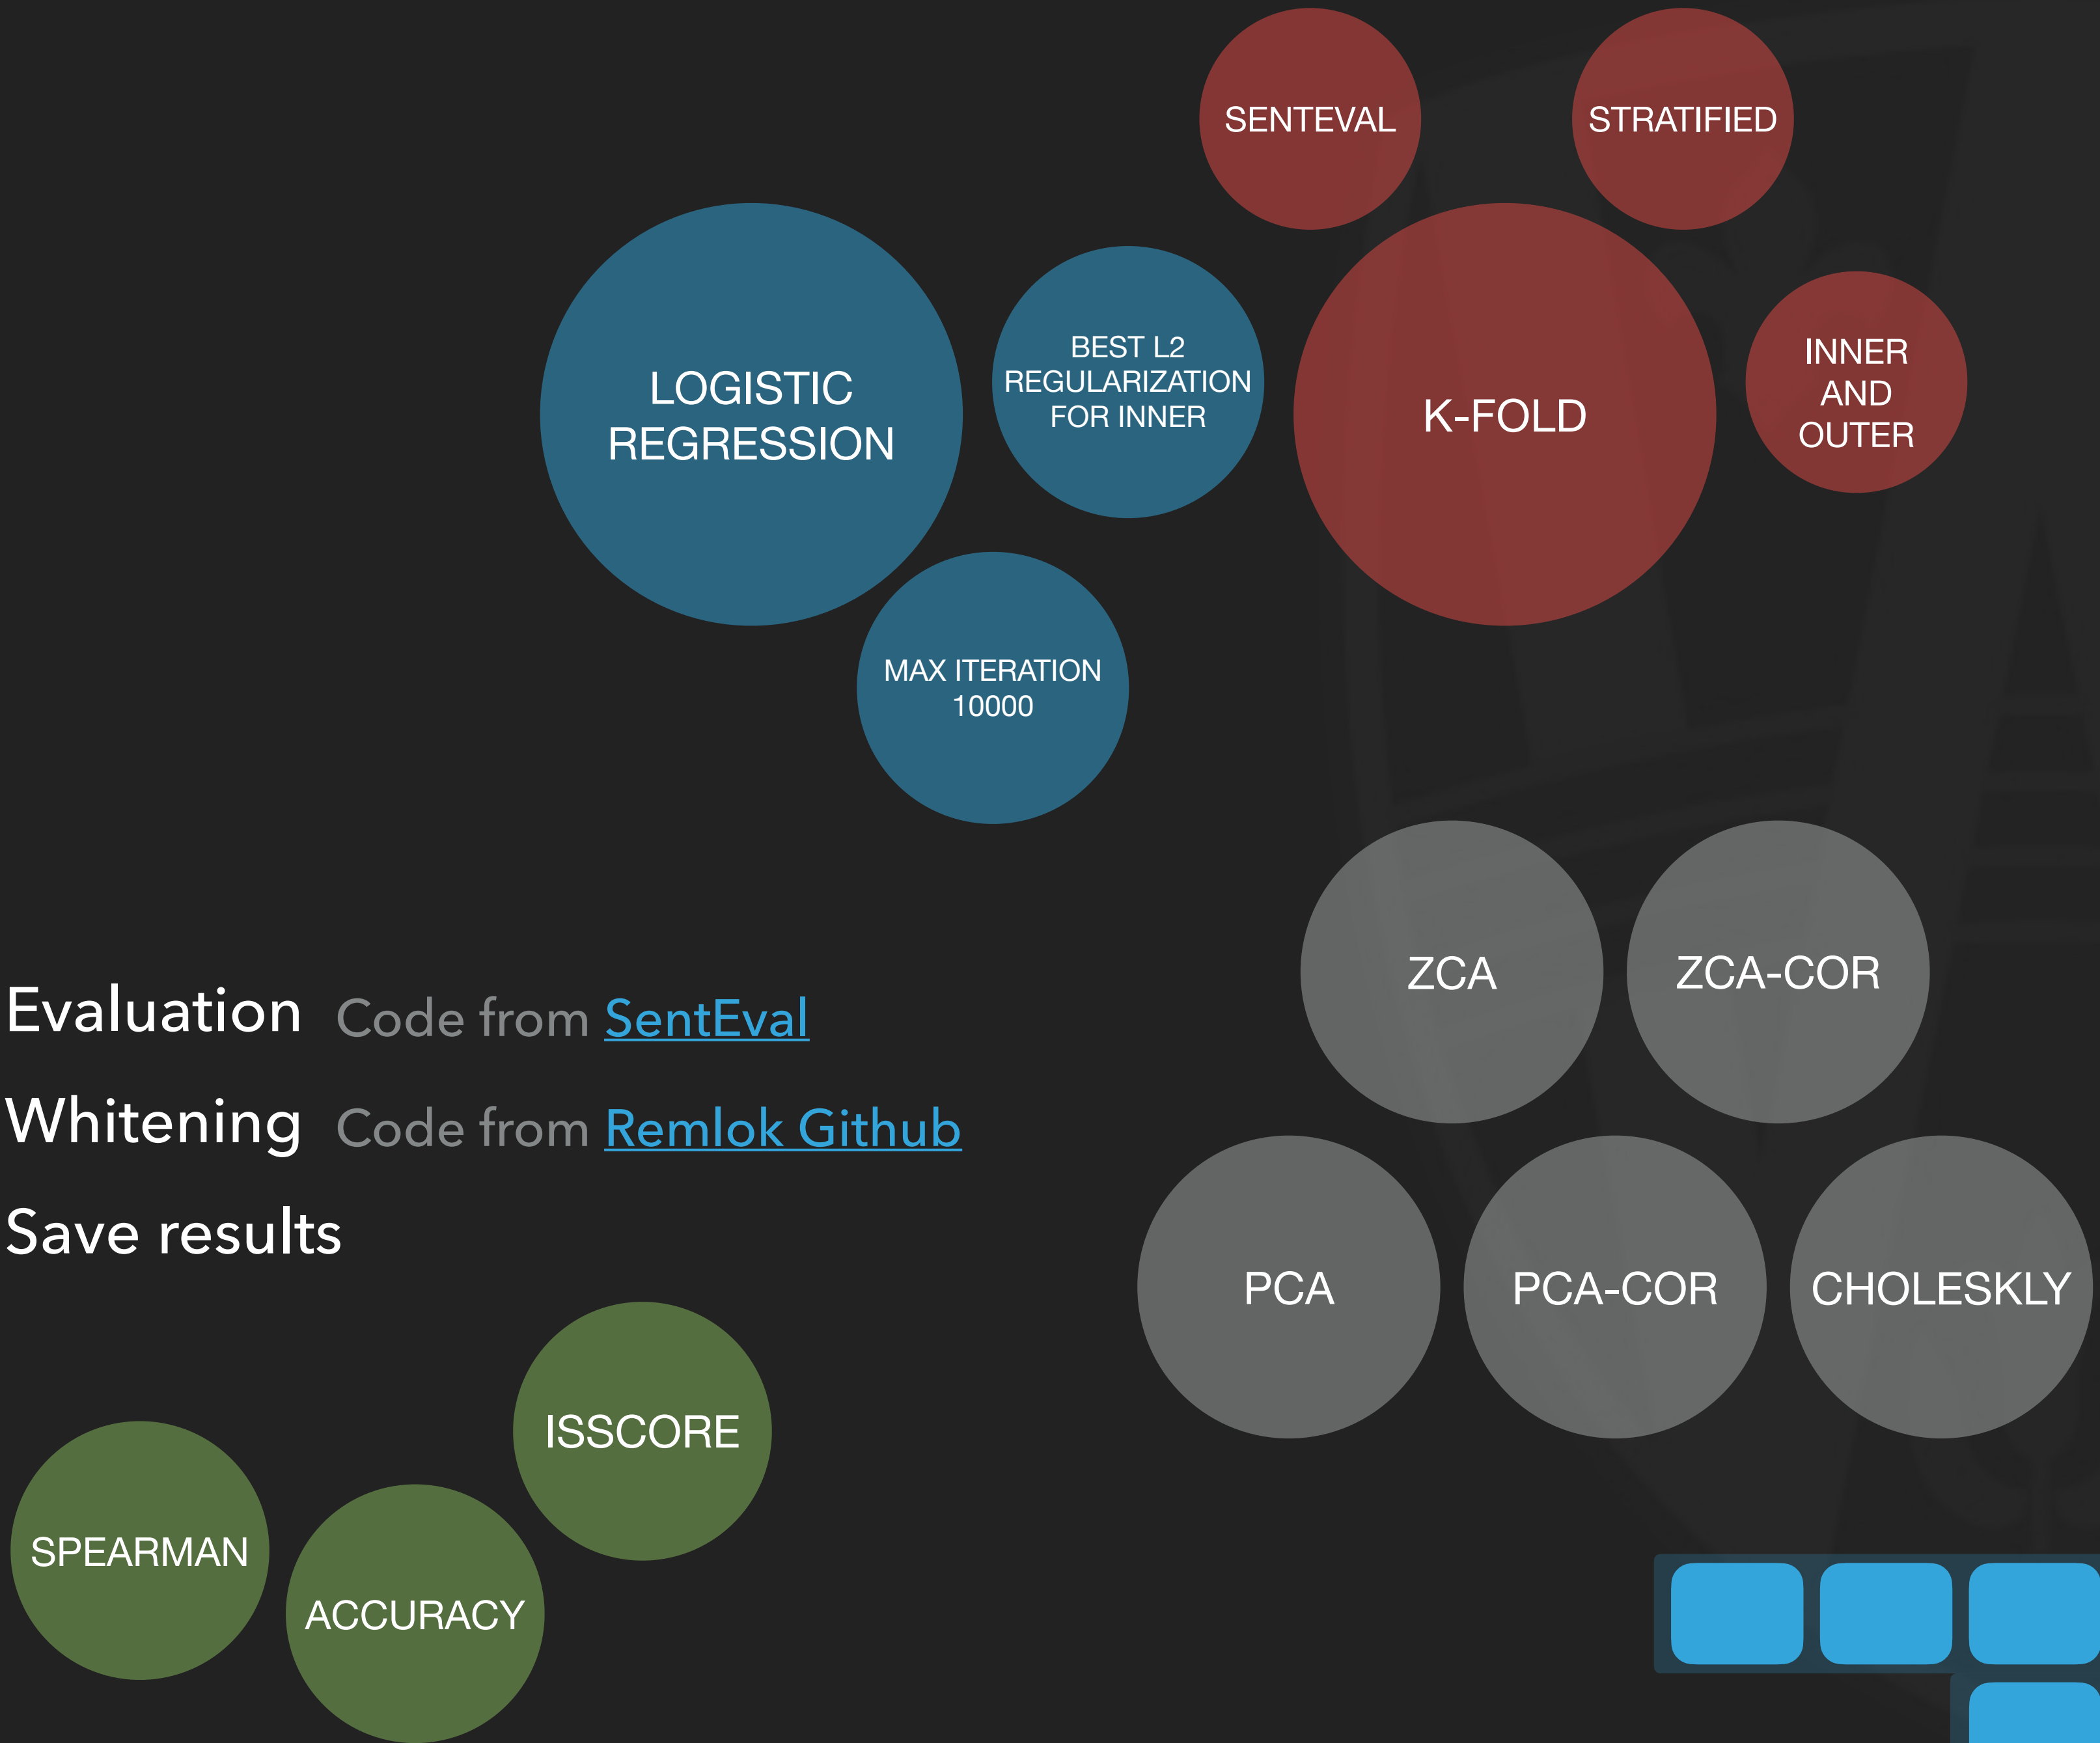 SENTEVAL
STRATIFIED
LOGISTIC
REGRESSION
BEST L2
REGULARIZATION
FOR INNER
K-FOLD
INNER
AND
OUTER
MAX ITERATION
10000
ZCA
ZCA-COR
Evaluation Code from SentEval
Whitening Code from Remlok Github
Save results
PCA
PCA-COR
CHOLESKLY
ISSCORE
SPEARMAN
ACCURACY